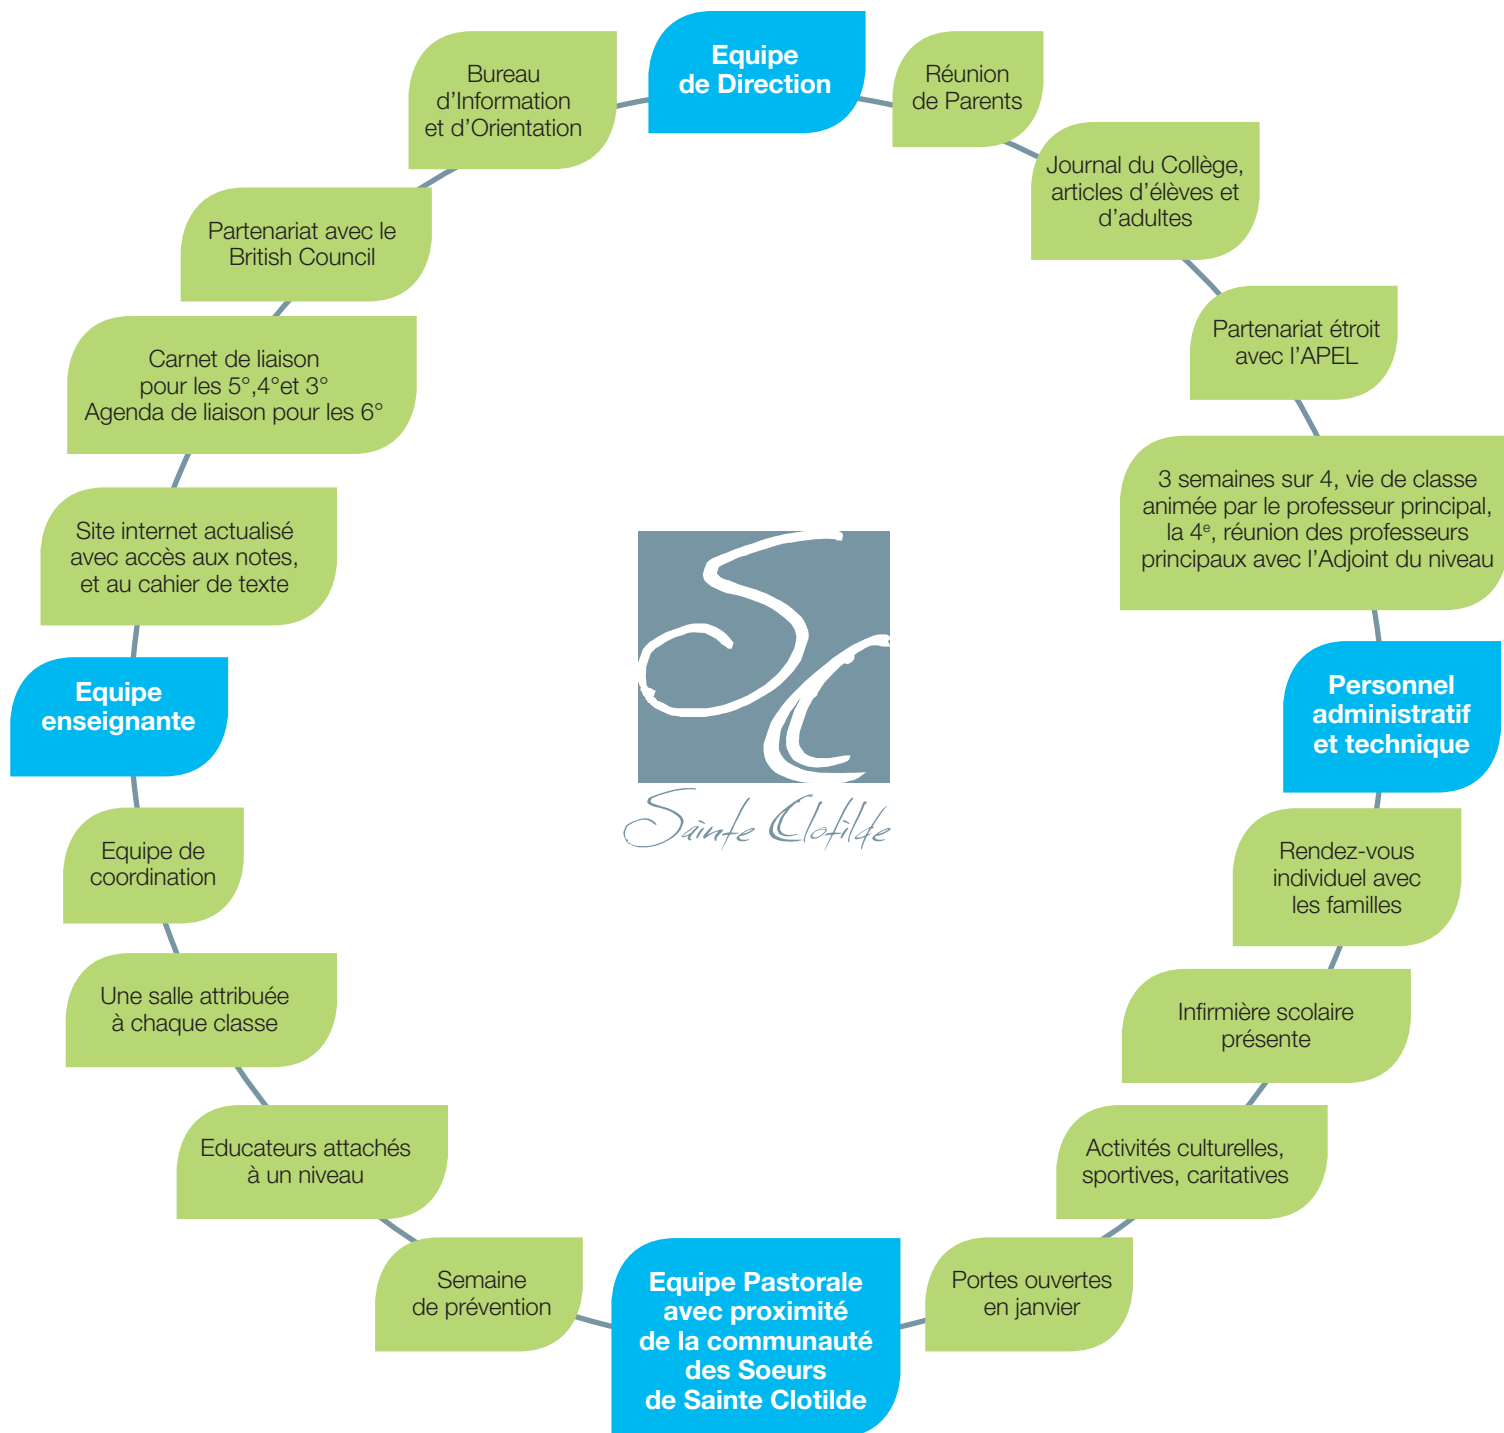 Equipe
de Direction
Réunion
de Parents
Journal du Collège,
articles d’élèves et
d’adultes
Partenariat étroit
avec l’APEL
3 semaines sur 4, vie de classe
animée par le professeur principal,
la 4e, réunion des professeurs
principaux avec l’Adjoint du niveau
Personnel
administratif
et technique
Rendez-vous
individuel avec
les familles
Infirmière scolaire
présente
Activités culturelles,
sportives, caritatives
Portes ouvertes
en janvier
Equipe Pastorale
avec proximité
de la communauté
des Soeurs
de Sainte Clotilde
Semaine
de prévention
Educateurs attachés
à un niveau
Une salle attribuée
à chaque classe
Equipe de
coordination
Equipe
enseignante
Site internet actualisé
avec accès aux notes,
et au cahier de texte
Carnet de liaison
pour les 5°,4°et 3°
Agenda de liaison pour les 6°
Partenariat avec le
British Council
Bureau
d’Information
et d’Orientation
SC
Sainte Clotilde